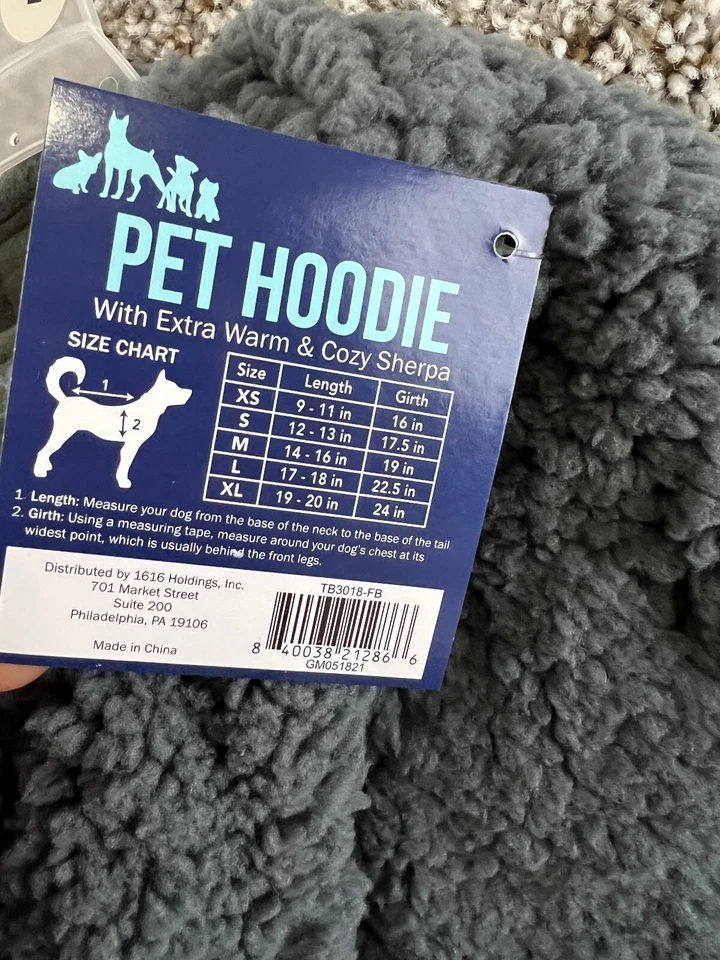 PET HOODIE
With Extra Warm & Cozy Sherpa
SIZE CHART
1
2
Size Length Girth
XS 9 - 11 in 16 in
S 12 - 13 in 17.5 in
M 14 - 16 in 19 in
L 17 - 18 in 22.5 in
XL 19 - 20 in 24 in
1. Length: Measure your dog from the base of the neck to the base of the tail
2. Girth: Using a measuring tape, measure around your dog's chest at its
widest point, which is usually behind the front legs.
Distributed by 1616 Holdings, Inc.
701 Market Street
Suite 200
Philadelphia, PA 19106
Made in China
TB3018-FB
8 40038 21286 6
GM051821